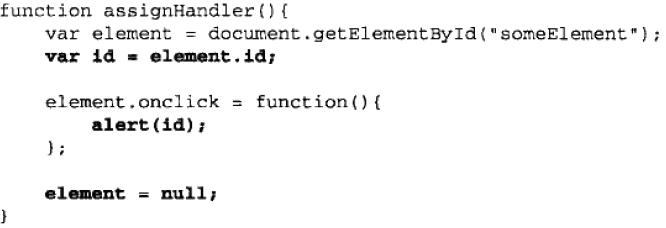 function assignHandler(){
    var element = document.getElementById("someElement");
    var id = element.id;

    element.onclick = function(){
        alert(id);
    };

    element = null;
}